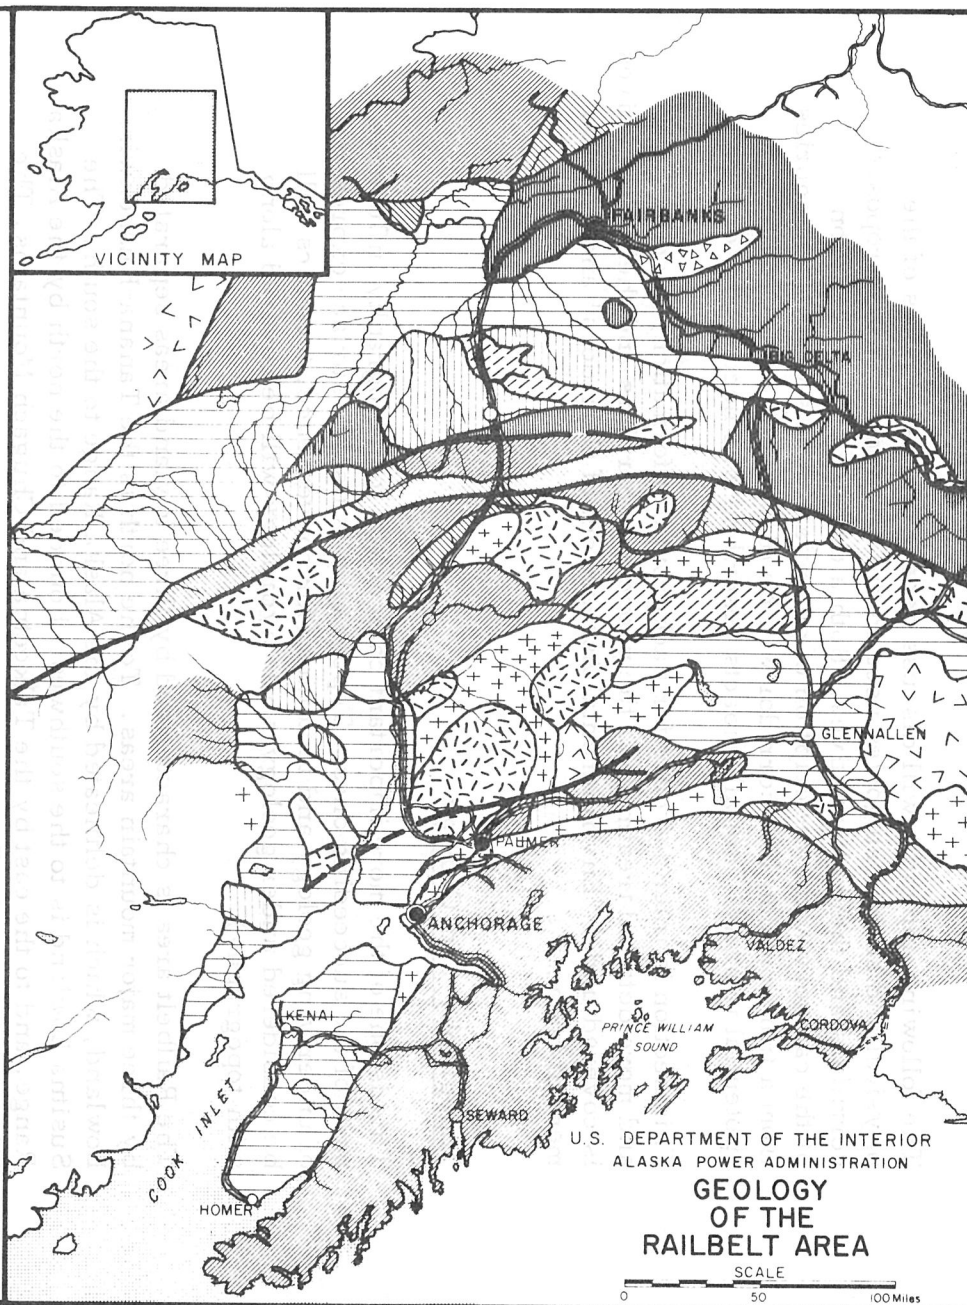 VICINITY MAP
FAIRBANKS
BIG DELTA
GLENNALLEN
PALMER
ANCHORAGE
VALDEZ
KENAI
PRINCE WILLIAM
SOUND
CORDOVA
COOK INLET
SEWARD
HOMER
U.S. DEPARTMENT OF THE INTERIOR
ALASKA POWER ADMINISTRATION
GEOLOGY
OF THE
RAILBELT AREA
SCALE
0 50 100 Miles